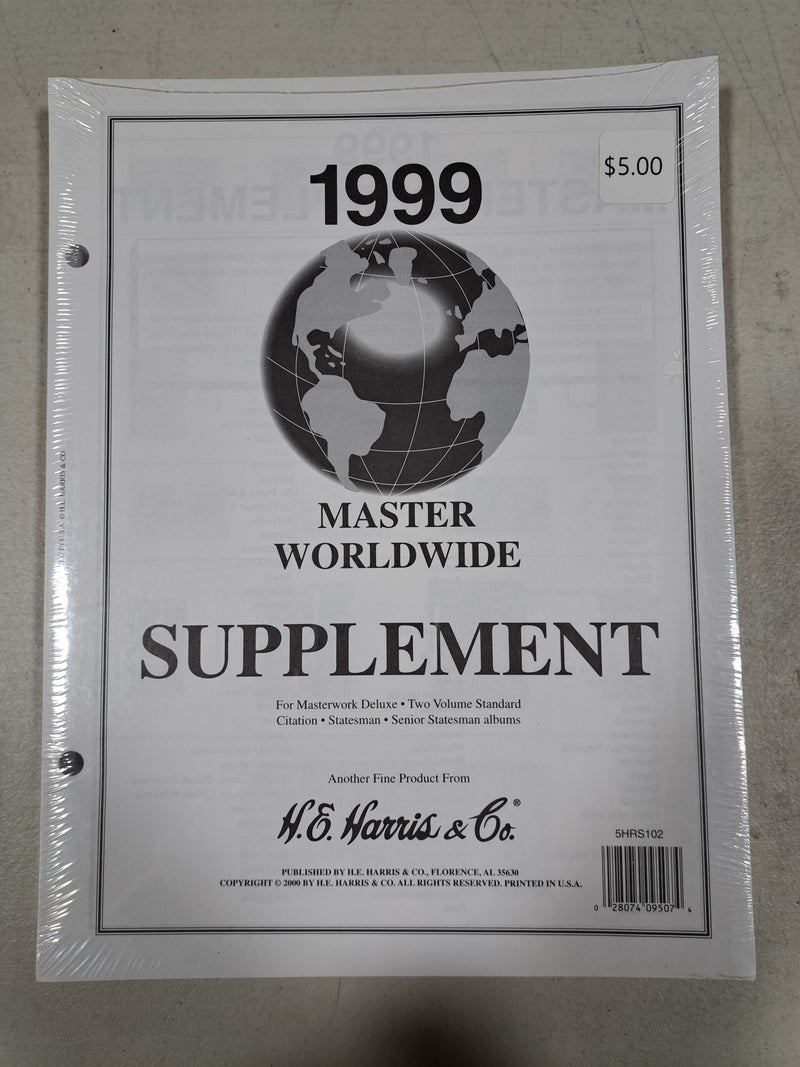 $5.00
1999
MASTER
WORLDWIDE
SUPPLEMENT
For Masterwork Deluxe • Two Volume Standard
Citation • Statesman • Senior Statesman albums
Another Fine Product From
H.E. Harris & Co.®
5HRS102
PUBLISHED BY H.E. HARRIS & CO., FLORENCE, AL 35630
COPYRIGHT © 2000 BY H.E. HARRIS & CO. ALL RIGHTS RESERVED. PRINTED IN U.S.A.
0 28074 09507 4
U.S.A. © H.E. HARRIS & CO.